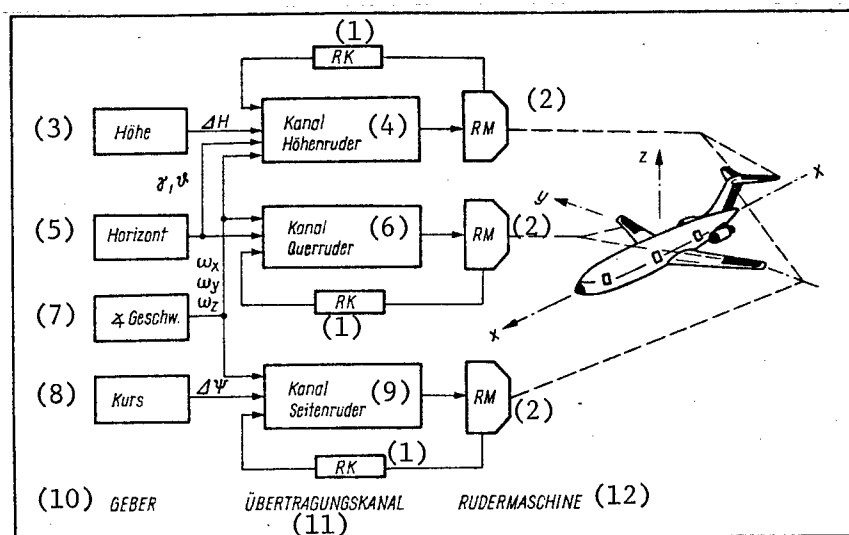 (1)
RK
(3) Höhe ΔH Kanal Höhenruder (4) RM (2)
γ, ϑ
z
x
y
(5) Horizont Kanal Querruder (6) RM (2)
ωx
ωy
ωz
RK
(1)
(7) ∡ Geschw.
x
(8) Kurs ΔΨ Kanal Seitenruder (9) RM (2)
RK (1)
(10) GEBER ÜBERTRAGUNGSKANAL RUDERMASCHINE (12)
(11)